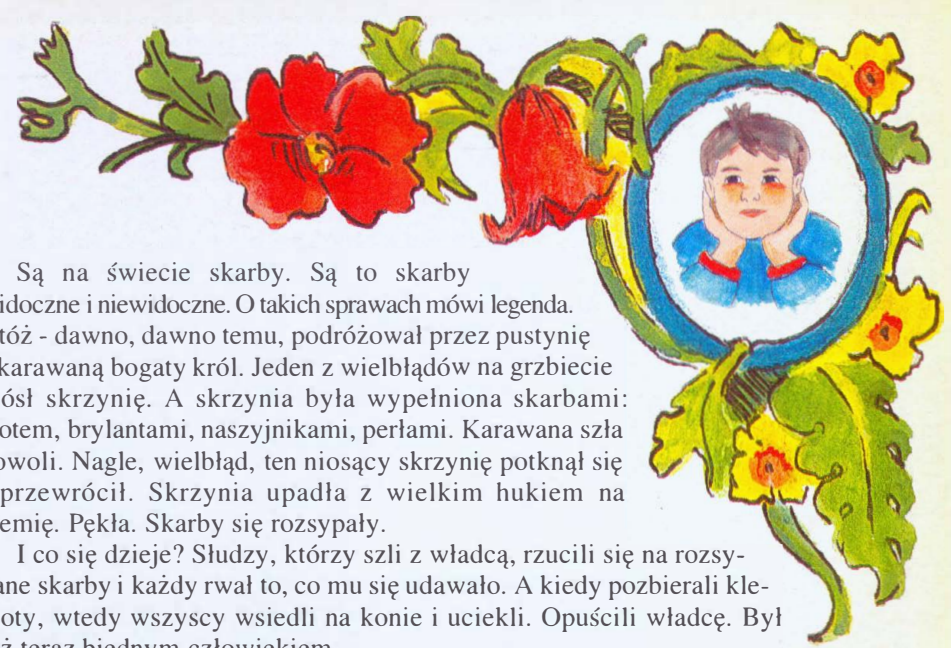 Są na świecie skarby. Są to skarby
idoczne i niewidoczne. O takich sprawach mówi legenda.
tóż - dawno, dawno temu, podróżował przez pustynię
karawaną bogaty król. Jeden z wielbłądów na grzbiecie
ósł skrzynię. A skrzynia była wypełniona skarbami:
otem, brylantami, naszyjnikami, perłami. Karawana szła
owoli. Nagle, wielbłąd, ten niosący skrzynię potknął się
przewrócił. Skrzynia upadła z wielkim hukiem na
emię. Pękła. Skarby się rozsypały.
I co się dzieje? Słudzy, którzy szli z władcą, rzucili się na rozsy-
ane skarby i każdy rwał to, co mu się udawało. A kiedy pozbierali kle-
oty, wtedy wszyscy wsiedli na konie i uciekli. Opuścili władcę. Był
ż teraz biednym człowiekiem